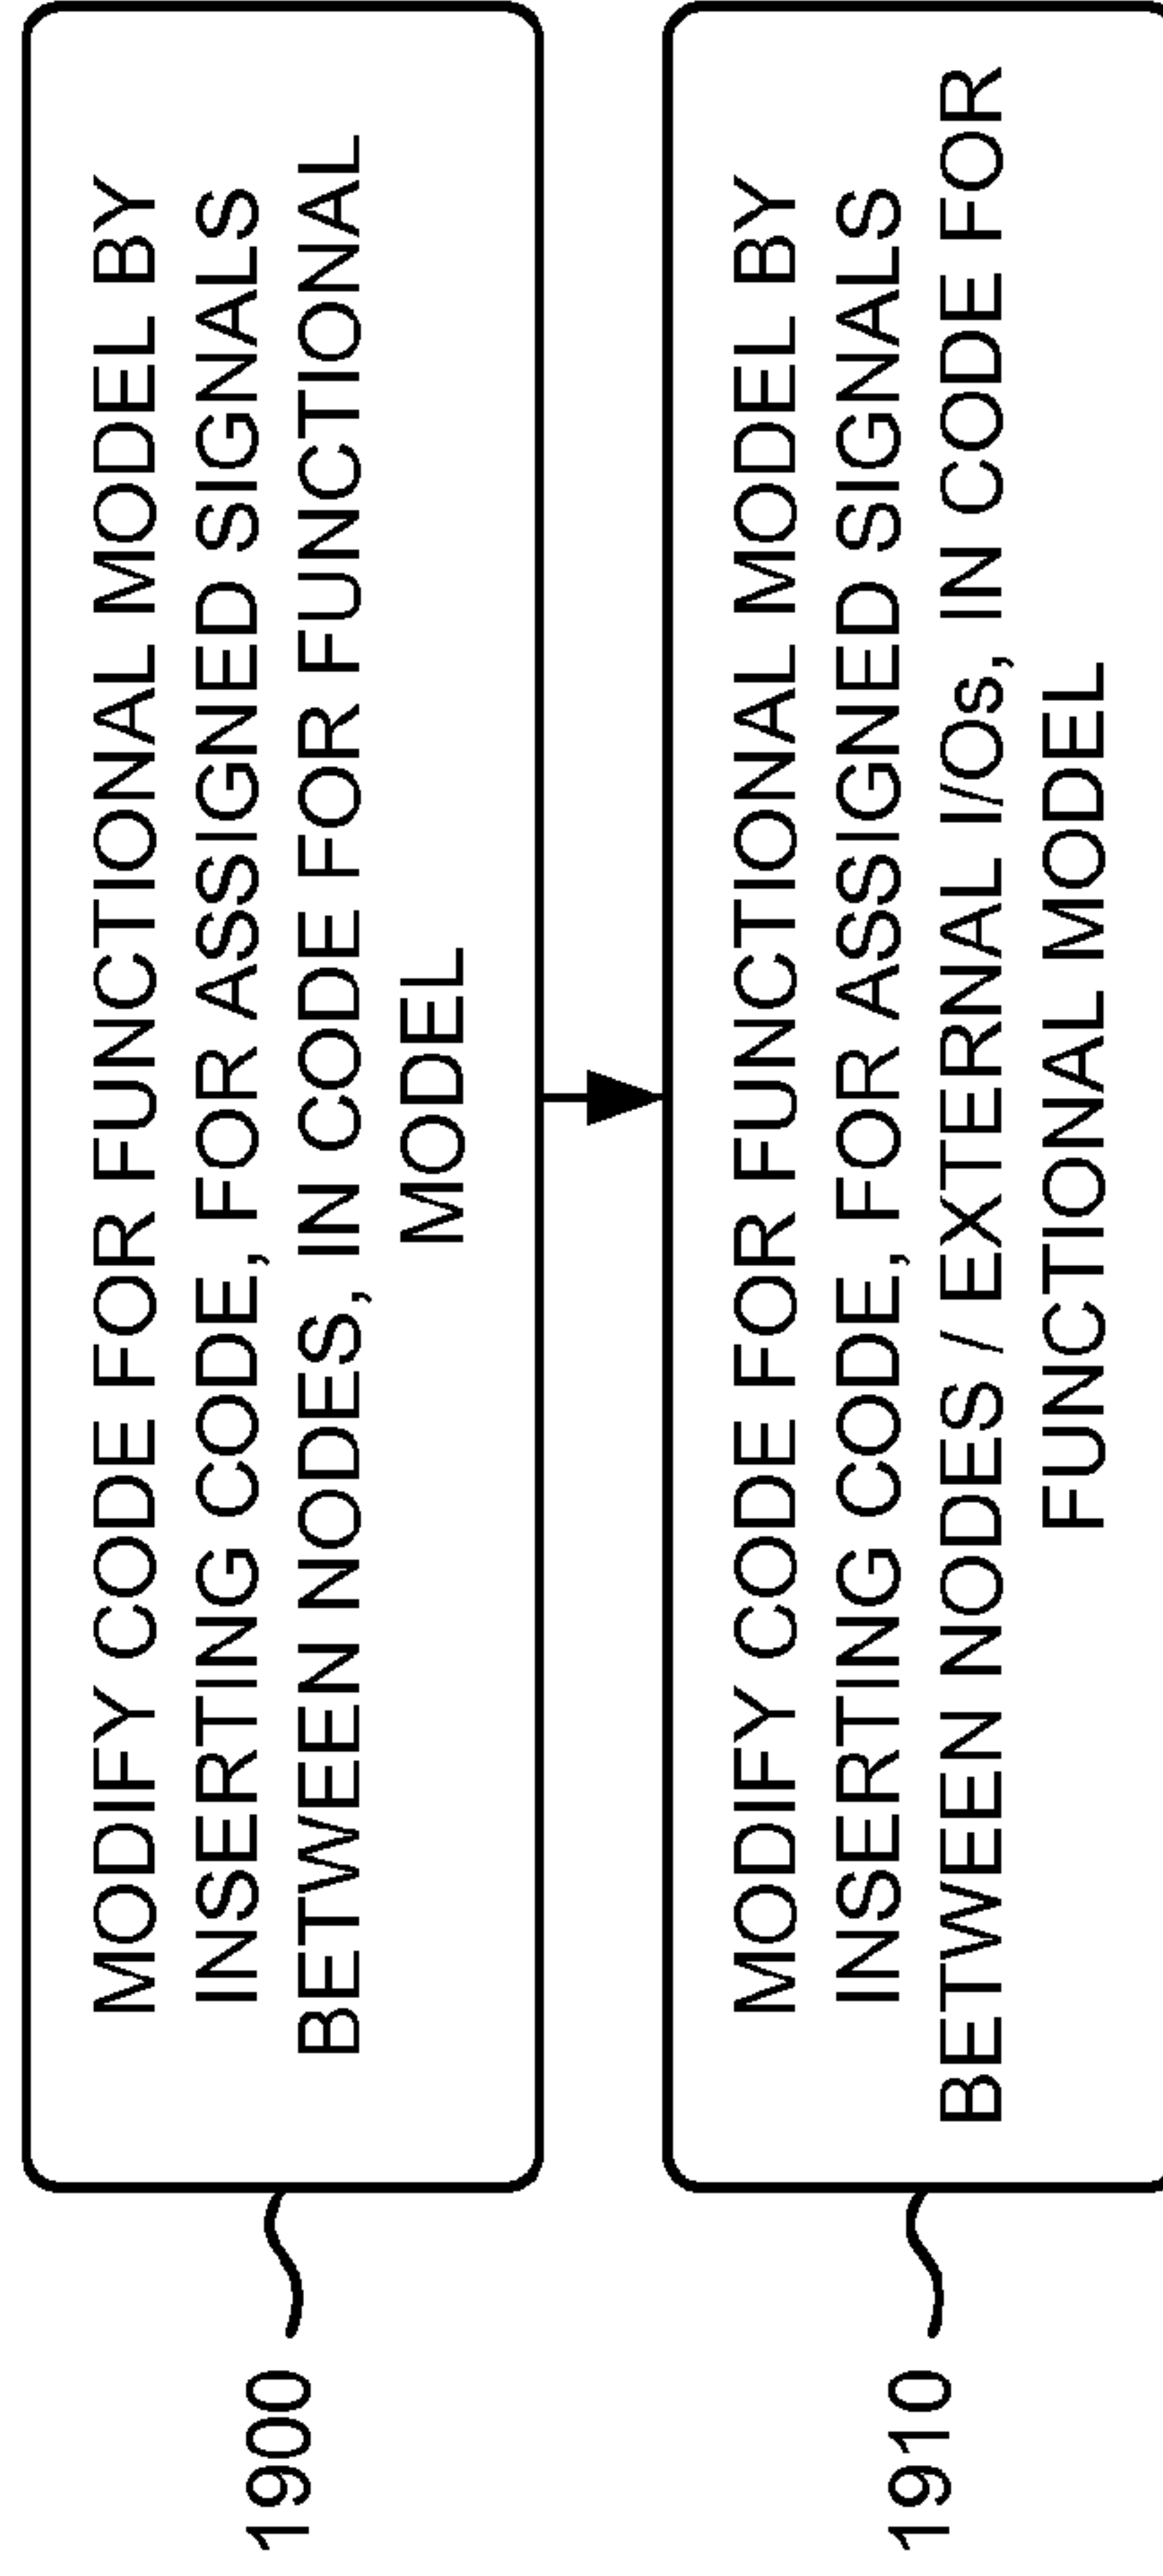 MODIFY CODE FOR FUNCTIONAL MODEL BY
INSERTING CODE, FOR ASSIGNED SIGNALS
BETWEEN NODES, IN CODE FOR FUNCTIONAL
MODEL
1900
MODIFY CODE FOR FUNCTIONAL MODEL BY
INSERTING CODE, FOR ASSIGNED SIGNALS
BETWEEN NODES / EXTERNAL I/Os, IN CODE FOR
FUNCTIONAL MODEL
1910